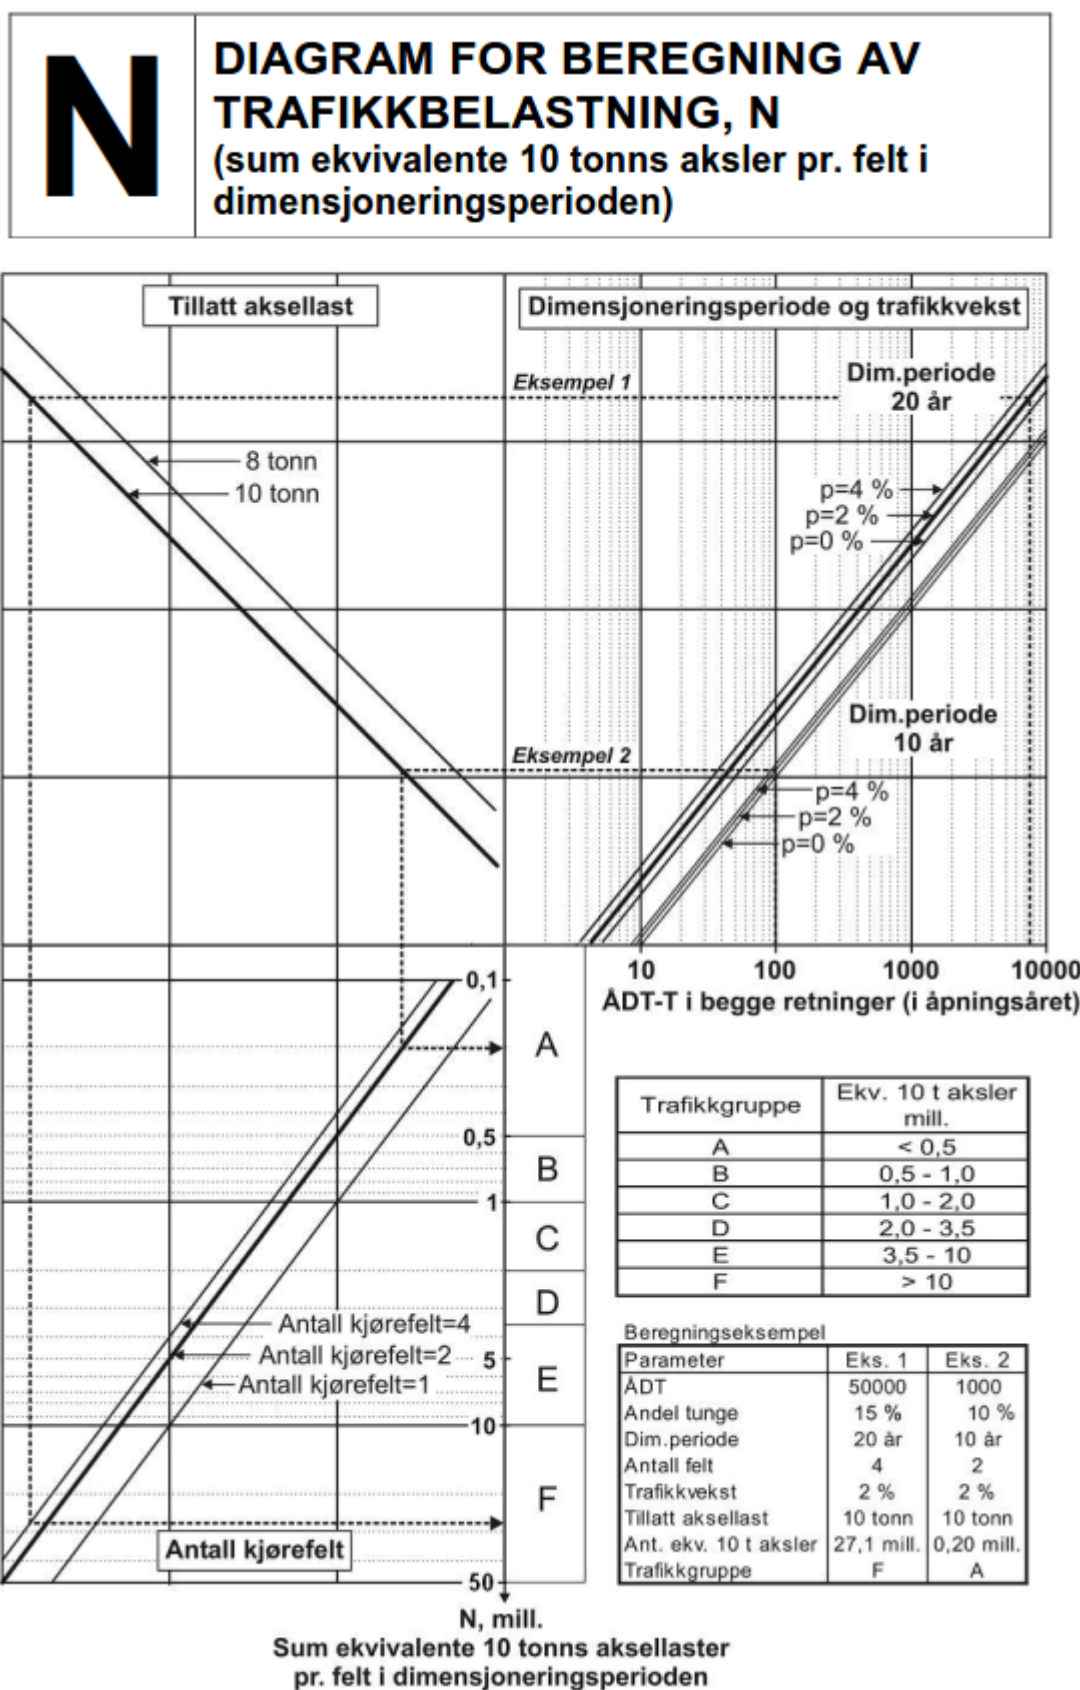 N
DIAGRAM FOR BEREGNING AV
TRAFIKKBELASTNING, N
(sum ekvivalente 10 tonns aksler pr. felt i
dimensjoneringsperioden)
Tillatt aksellast
Dimensjoneringsperiode og trafikkvekst
Eksempel 1
Dim.periode
20 år
8 tonn
10 tonn
p=4 %
p=2 %
p=0 %
Dim.periode
10 år
Eksempel 2
p=4 %
p=2 %
p=0 %
10 100 1000 10000
ÅDT-T i begge retninger (i åpningsåret)
0,1
A
0,5
B
1
C
D
Antall kjørefelt=4
Antall kjørefelt=2
5
E
Antall kjørefelt=1
10
F
Antall kjørefelt
50
N, mill.
Sum ekvivalente 10 tonns aksellaster
pr. felt i dimensjoneringsperioden
Trafikkgruppe Ekv. 10 t aksler
mill.
A < 0,5
B 0,5 - 1,0
C 1,0 - 2,0
D 2,0 - 3,5
E 3,5 - 10
F > 10
Beregningseksempel
Parameter Eks. 1 Eks. 2
ÅDT 50000 1000
Andel tunge 15 % 10 %
Dim.periode 20 år 10 år
Antall felt 4 2
Trafikkvekst 2 % 2 %
Tillatt aksellast 10 tonn 10 tonn
Ant. ekv. 10 t aksler 27,1 mill. 0,20 mill.
Trafikkgruppe F A